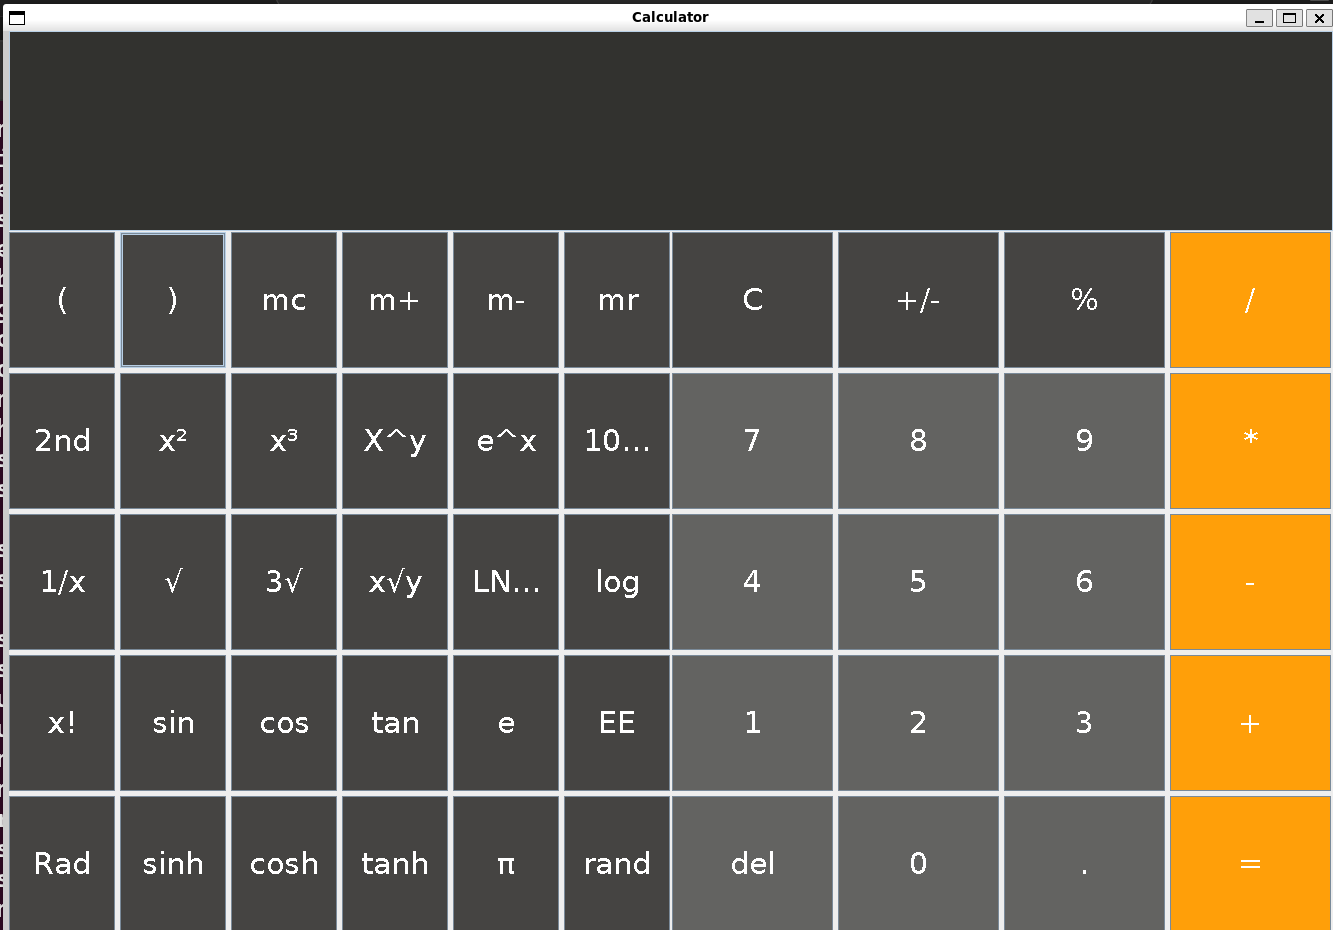 Calculator
( ) mc m+ m- mr C +/- % /
2nd x² x³ X^y e^x 10... 7 8 9 *
1/x √ 3√ x√y LN... log 4 5 6 -
x! sin cos tan e EE 1 2 3 +
Rad sinh cosh tanh π rand del 0 . =